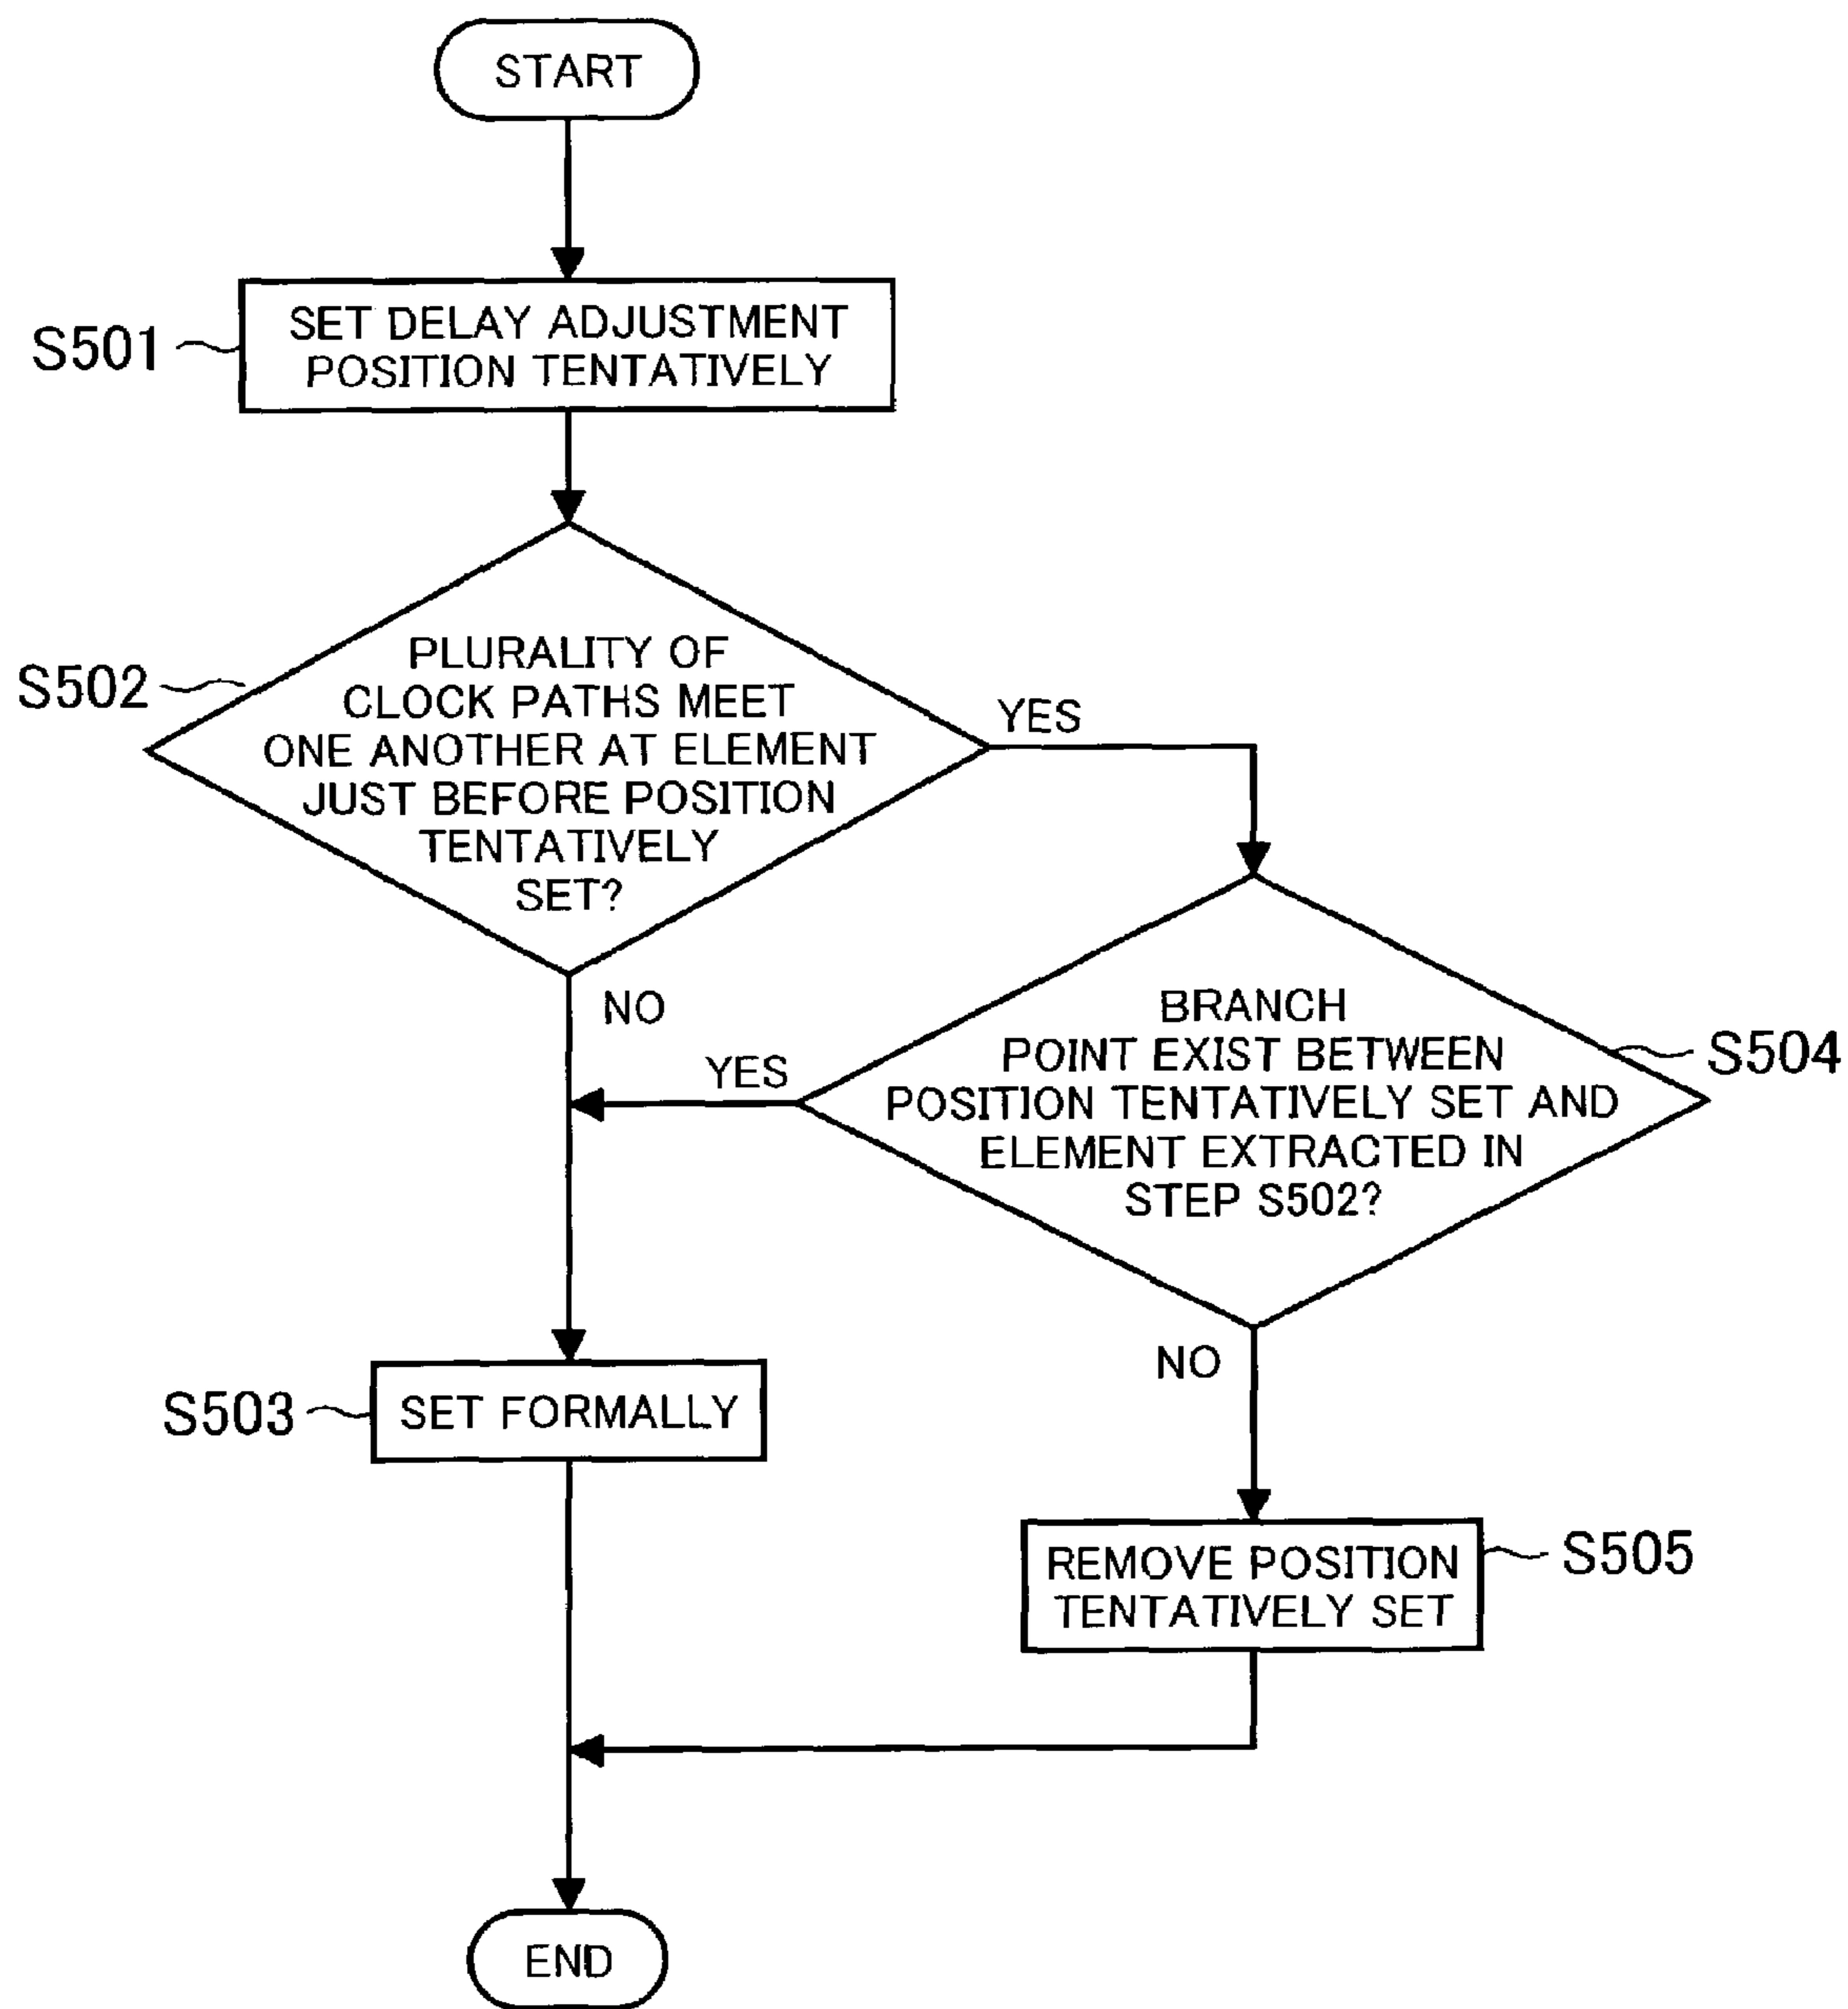 START
S501
SET DELAY ADJUSTMENT
POSITION TENTATIVELY
S502
PLURALITY OF
CLOCK PATHS MEET
ONE ANOTHER AT ELEMENT
JUST BEFORE POSITION
TENTATIVELY
SET?
YES
NO
BRANCH
POINT EXIST BETWEEN
POSITION TENTATIVELY SET AND
ELEMENT EXTRACTED IN
STEP S502?
S504
YES
NO
S503
SET FORMALLY
REMOVE POSITION
TENTATIVELY SET
S505
END